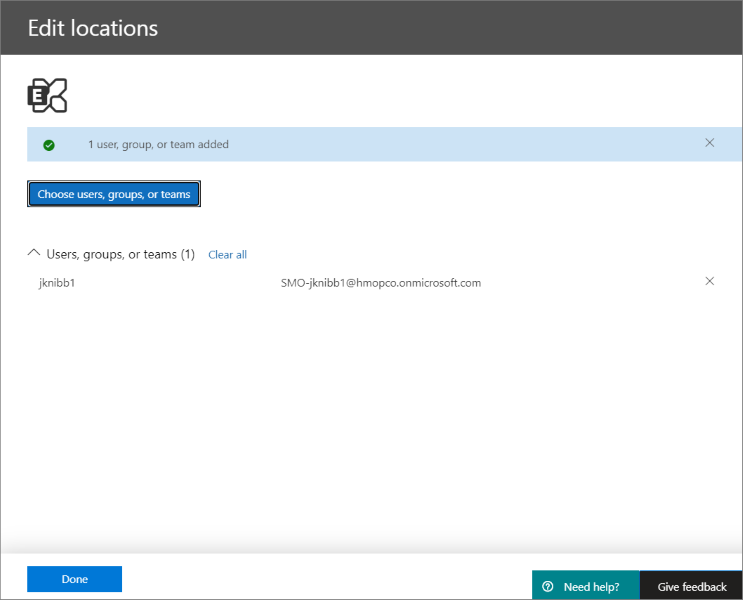 Edit locations
E
1 user, group, or team added
Choose users, groups, or teams
Users, groups, or teams (1) Clear all
jknibb1 SMO-jknibb1@hmopco.onmicrosoft.com
Done
Need help?
Give feedback